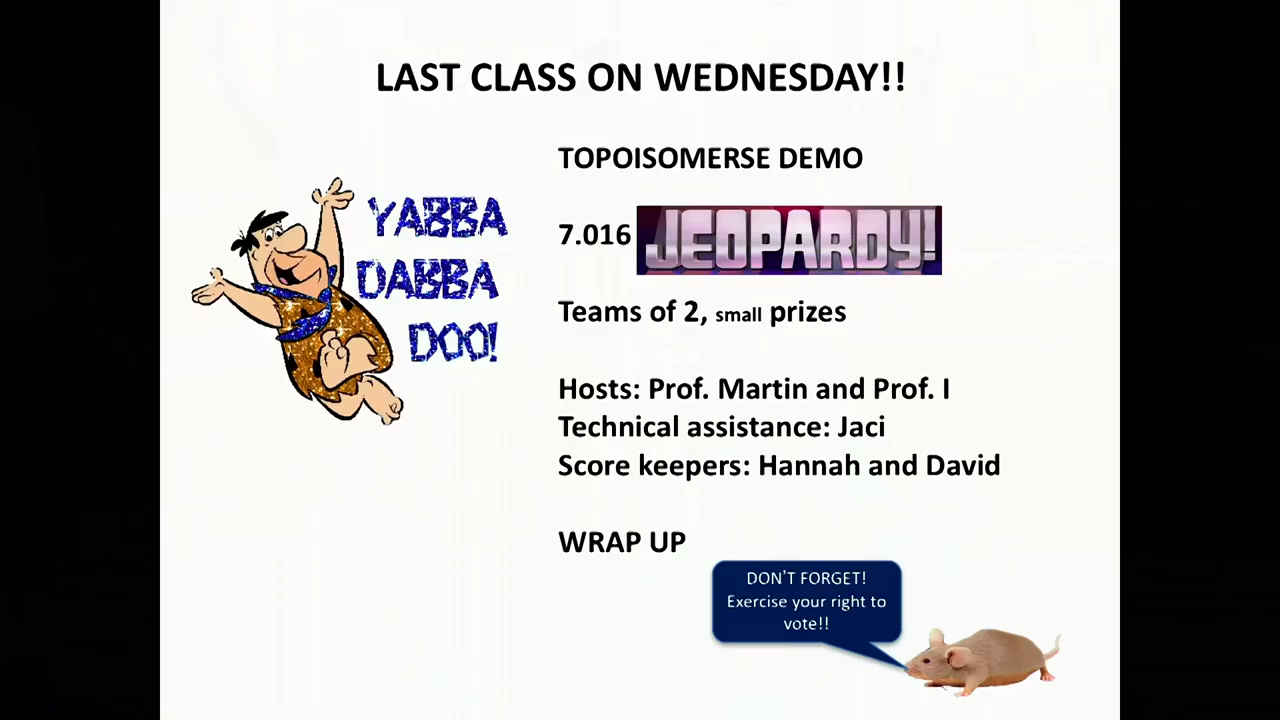 LAST CLASS ON WEDNESDAY!!
TOPOISOMERSE DEMO
YABBA
DABBA
DOO!
7.016 JEOPARDY!
Teams of 2, small prizes
Hosts: Prof. Martin and Prof. I
Technical assistance: Jaci
Score keepers: Hannah and David
WRAP UP
DON'T FORGET!
Exercise your right to
vote!!